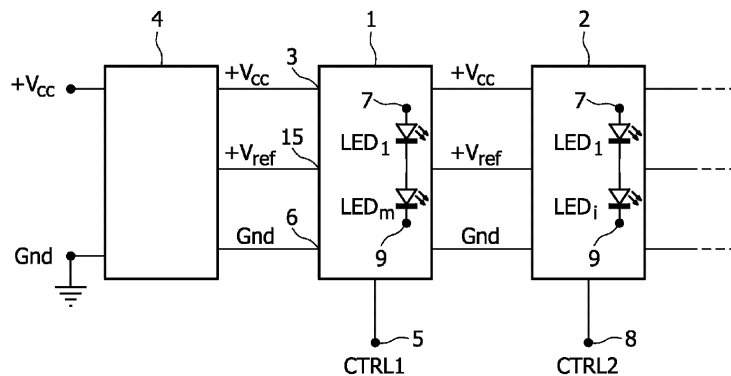 4 1 2
+Vcc +Vcc 3 +Vcc
7 7
LED1 LED1
+Vref 15 +Vref
LEDm LEDi
Gnd Gnd 6 9 Gnd 9
5 8
CTRL1 CTRL2